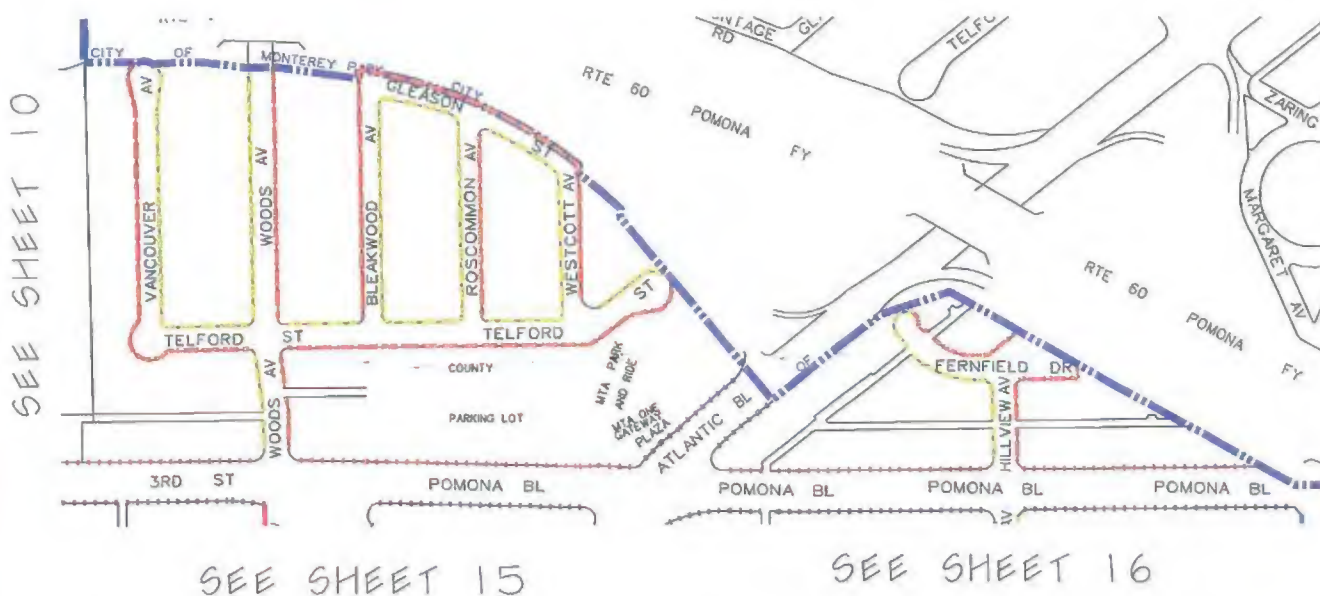 CITY OF MONTEREY PARK CITY
GLEASON ST
RTE 60
POMONA FY
RD
ZARING
MARGARET AV
RTE 60
POMONA FY
SEE SHEET 10
VANCOUVER AV
WOODS AV
BLEAKWOOD AV
ROSCOMMON AV
WESTCOTT AV
TELFORD ST
TELFORD ST
WOODS AV
COUNTY
PARKING LOT
MTA PARK
AND RIDE
MTA ONE
GATEWAY
PLAZA
ATLANTIC BL
OF
FERNFIELD DR
HILLVIEW AV
3RD ST
POMONA BL
POMONA BL
POMONA BL
POMONA BL
AV
SEE SHEET 15
SEE SHEET 16